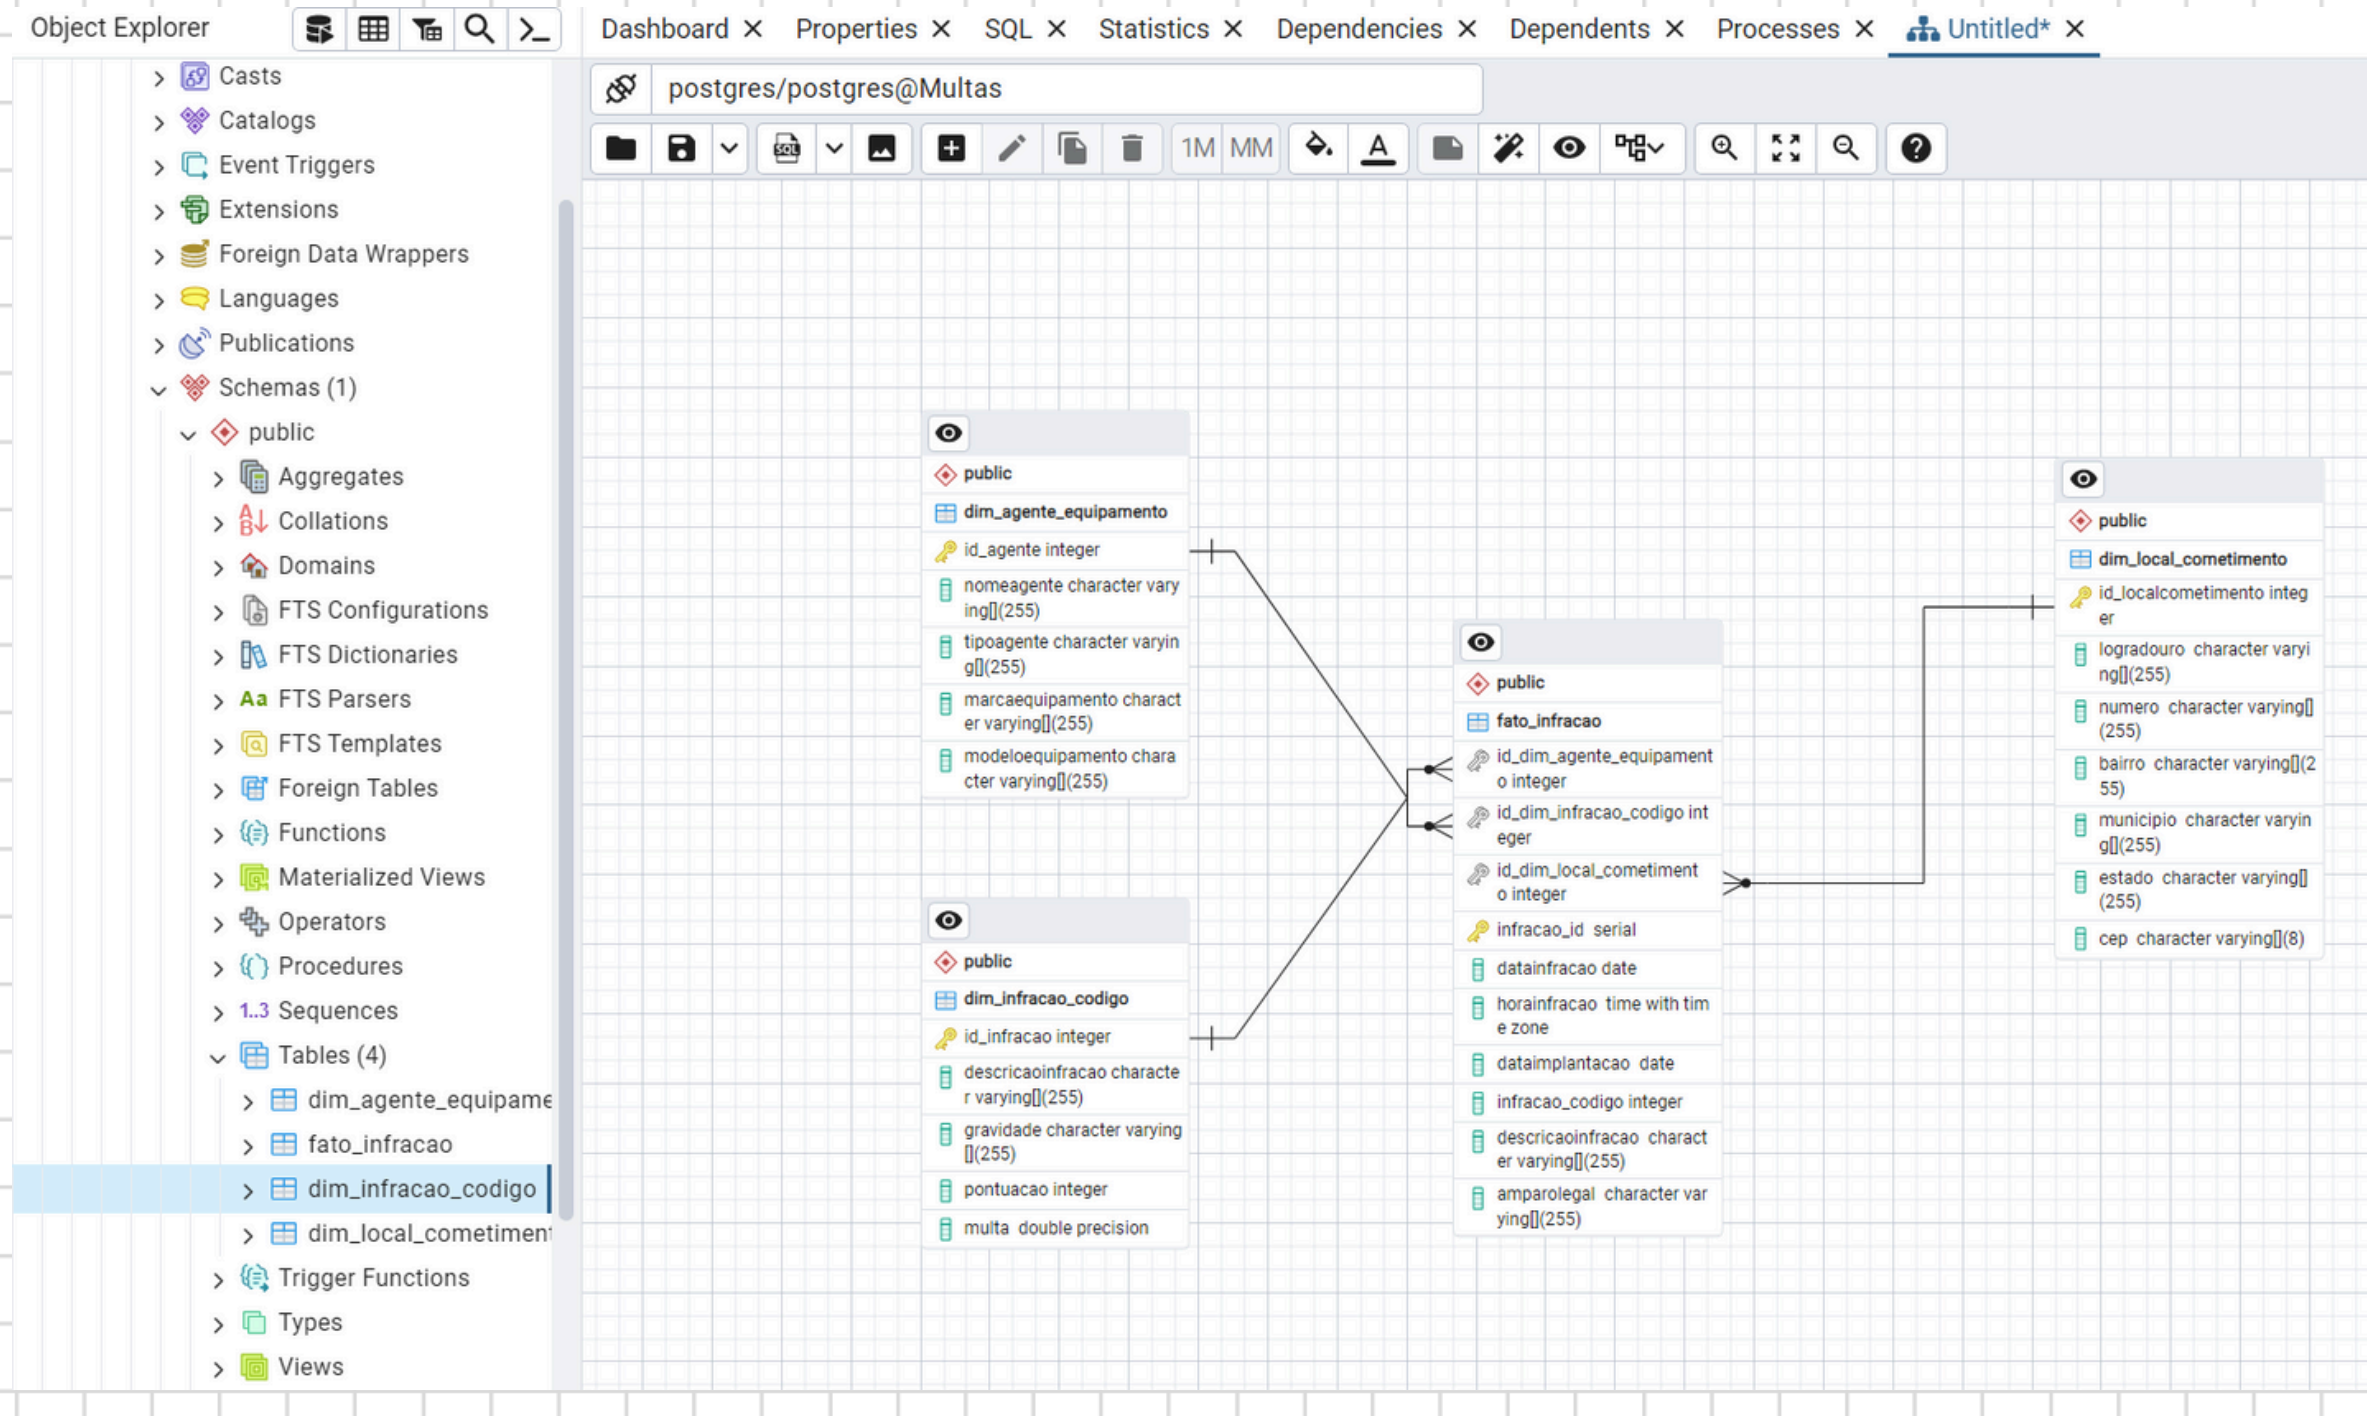 Object Explorer
Dashboard
Properties
SQL
Statistics
Dependencies
Dependents
Processes
Untitled*
postgres/postgres@Multas
SQL
1M
MM
A
Casts
Catalogs
Event Triggers
Extensions
Foreign Data Wrappers
Languages
Publications
Schemas (1)
public
Aggregates
Collations
Domains
FTS Configurations
FTS Dictionaries
Aa FTS Parsers
FTS Templates
Foreign Tables
Functions
Materialized Views
Operators
Procedures
1..3 Sequences
Tables (4)
dim_agente_equipame
fato_infracao
dim_infracao_codigo
dim_local_cometiment
Trigger Functions
Types
Views
public
dim_agente_equipamento
id_agente integer
nomeagente character vary
ing[](255)
tipoagente character varyin
g[](255)
marcaequipamento charact
er varying[](255)
modeloequipamento chara
cter varying[](255)
public
dim_infracao_codigo
id_infracao integer
descricaoinfracao characte
r varying[](255)
gravidade character varying
[](255)
pontuacao integer
multa double precision
public
fato_infracao
id_dim_agente_equipament
o integer
id_dim_infracao_codigo int
eger
id_dim_local_cometiment
o integer
infracao_id serial
datainfracao date
horainfracao time with tim
e zone
dataimplantacao date
infracao_codigo integer
descricaoinfracao charact
er varying[](255)
amparolegal character var
ying[](255)
public
dim_local_cometimento
id_localcometimento integ
er
logradouro character varyi
ng[](255)
numero character varying[]
(255)
bairro character varying[](2
55)
municipio character varyin
g[](255)
estado character varying[]
(255)
cep character varying[](8)